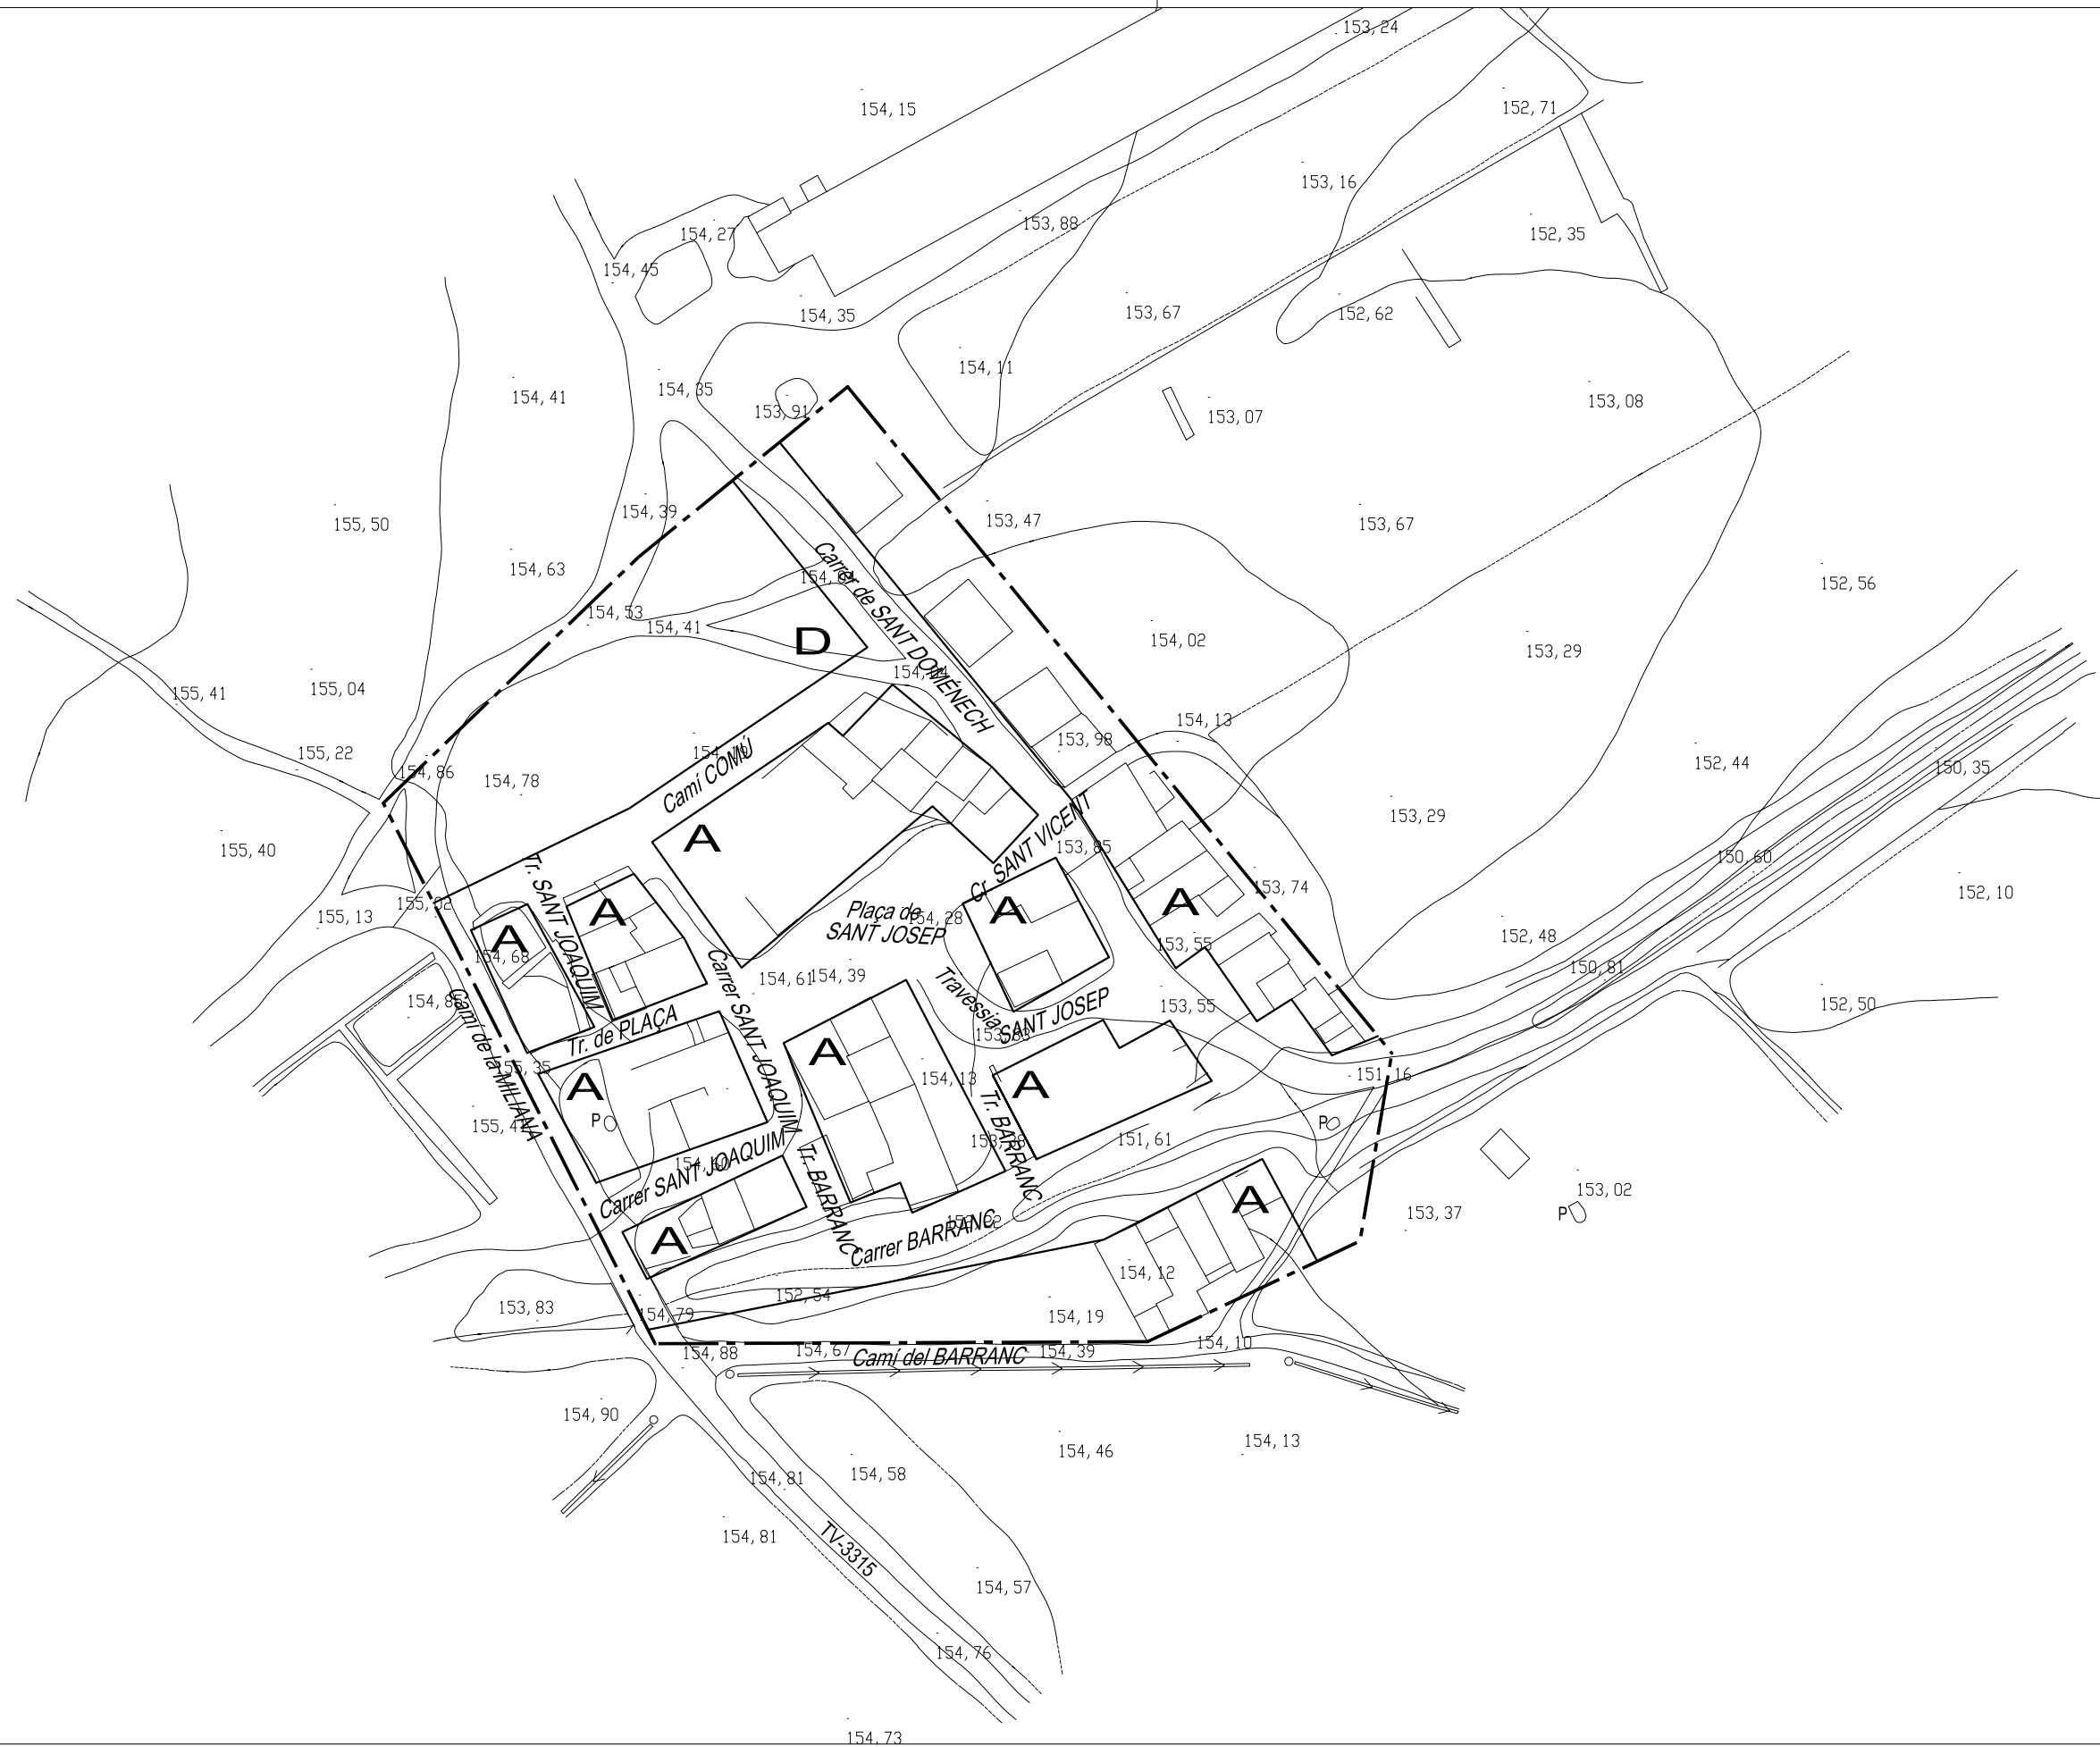 153,24
154,15
152,71
153,16
153,88
154,27
152,35
154,45
154,35
153,67
152,62
154,11
154,35
154,41
153,91
153,07
153,08
154,39
155,50
153,47
153,67
154,63
Carrer de SANT DOMÉNECH
152,56
154,53
154,41
D
154,02
153,29
155,41
155,04
154,13
155,22
153,98
Camí COMÚ
152,44
150,35
154,86
154,78
153,29
A
Cr. SANT VICENT
153,85
155,40
150,60
Tr. SANT JOAQUIM
153,74
152,10
155,02
A
A
A
155,13
Plaça de
SANT JOSEP
154,28
A
152,48
153,55
154,68
150,81
154,61
154,39
Carrer SANT JOAQUIM
Travessia
SANT JOSEP
153,55
152,50
Camí de la MILIANA
Tr. de PLAÇA
A
155,35
A
154,13
A
151,16
P
P
Tr. BARRANC
151,61
Carrer SANT JOAQUIM
Tr. BARRANC
A
153,02
P
153,37
A
Carrer BARRANC
154,12
152,54
153,83
154,79
154,19
154,10
154,88
154,67
Camí del BARRANC
154,39
154,90
154,13
154,46
154,58
154,81
154,81
TV-3315
154,57
154,76
154,73